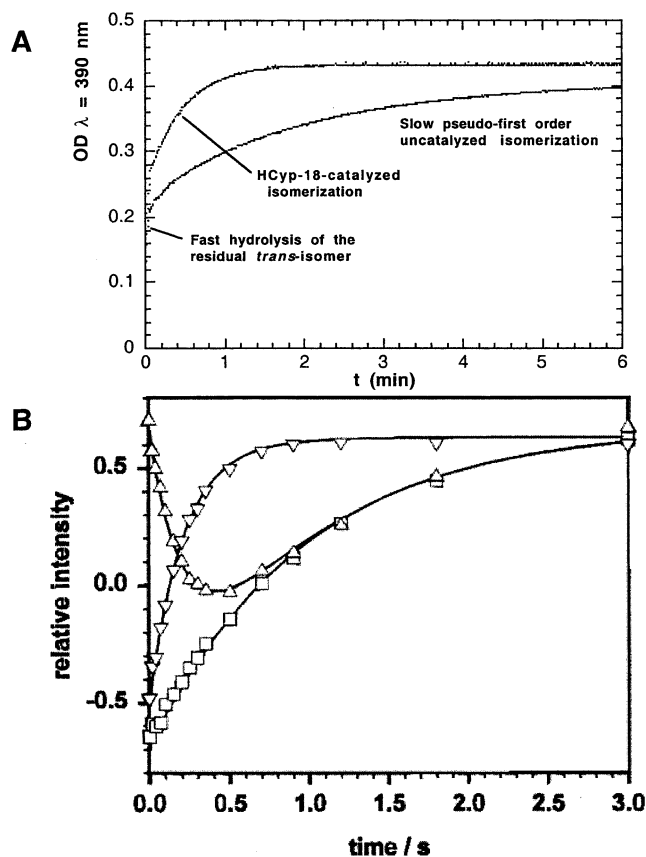 A
OD λ = 390 nm
0.5
0.4
0.3
0.2
0.1
0
Slow pseudo-first order
uncatalyzed isomerization
HCyp-18-catalyzed
isomerization
Fast hydrolysis of the
residual trans-isomer
0 1 2 3 4 5 6
t (min)
B
relative intensity
0.5
0.0
-0.5
0.0 0.5 1.0 1.5 2.0 2.5 3.0
time / s